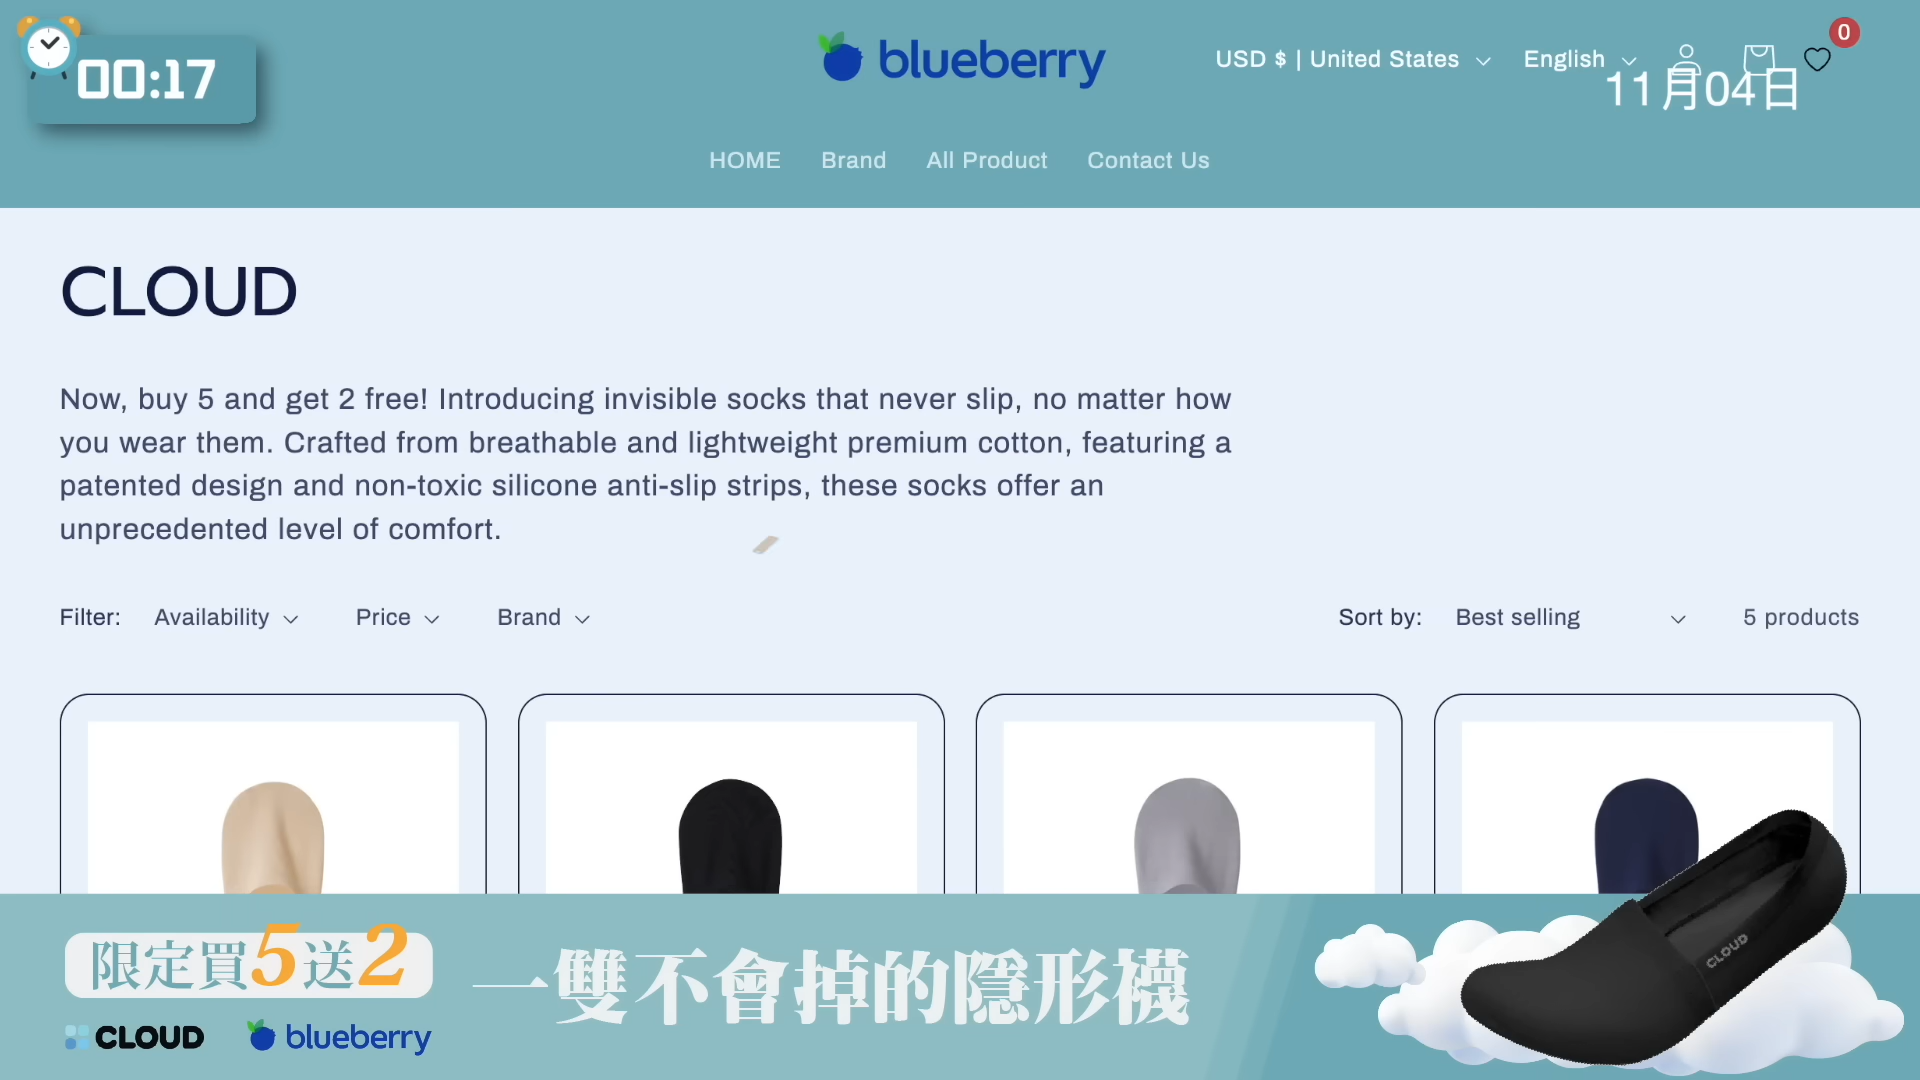 00:17
blueberry
USD $ | United States
English
0
11月04日
HOME
Brand
All Product
Contact Us
CLOUD
Now, buy 5 and get 2 free! Introducing invisible socks that never slip, no matter how
you wear them. Crafted from breathable and lightweight premium cotton, featuring a
patented design and non-toxic silicone anti-slip strips, these socks offer an
unprecedented level of comfort.
Filter:
Availability
Price
Brand
Sort by:
Best selling
5 products
限定買5送2
一雙不會掉的隱形襪
CLOUD
blueberry
CLOUD